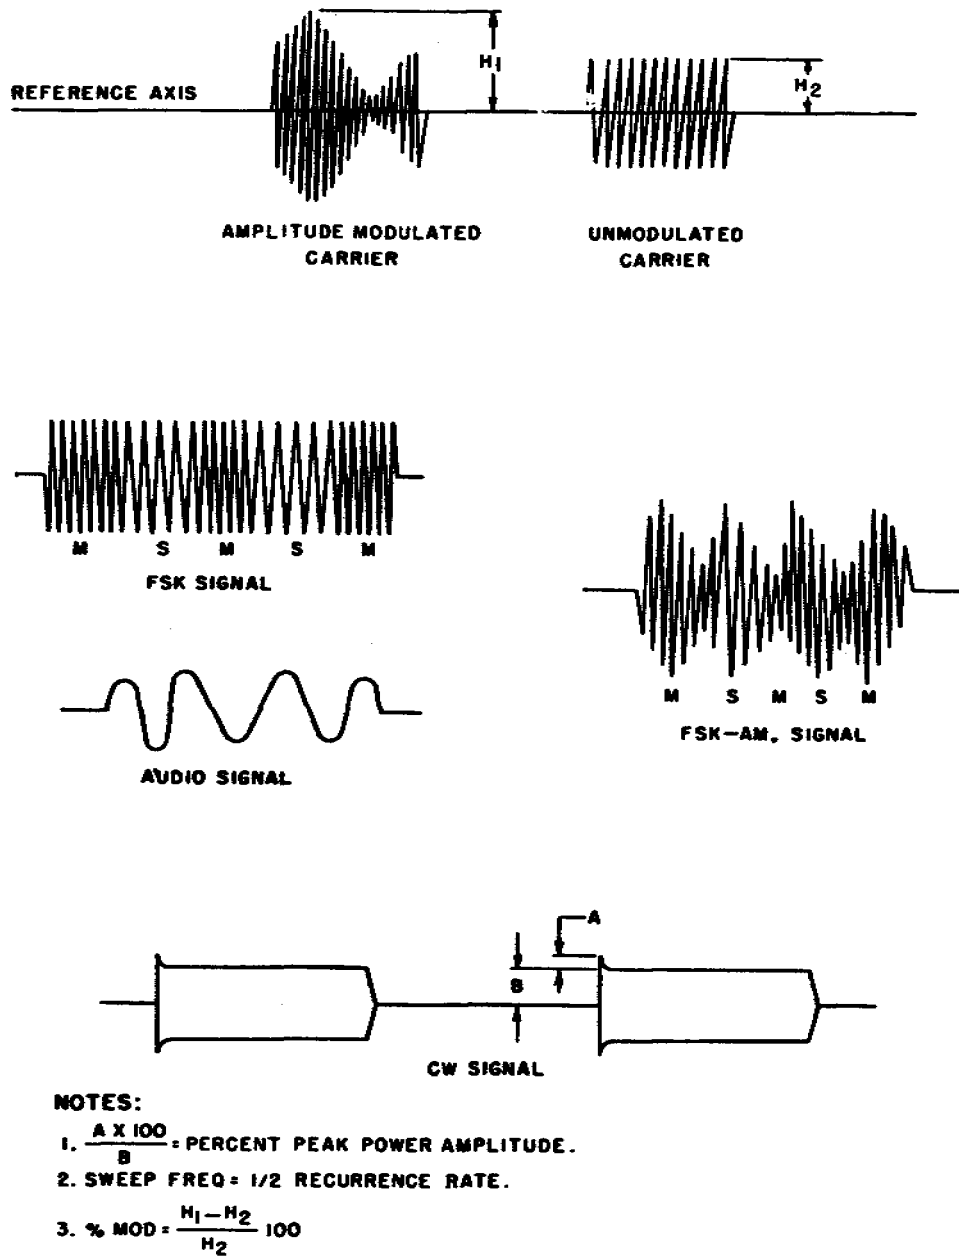 H1
H2
REFERENCE AXIS
AMPLITUDE MODULATED
CARRIER
UNMODULATED
CARRIER
M S M S M
FSK SIGNAL
M S M S M
FSK-AM. SIGNAL
AUDIO SIGNAL
A
B
CW SIGNAL
NOTES:
1. A X 100 / B = PERCENT PEAK POWER AMPLITUDE.
2. SWEEP FREQ = 1/2 RECURRENCE RATE.
3. % MOD = H1 - H2 / H2 100